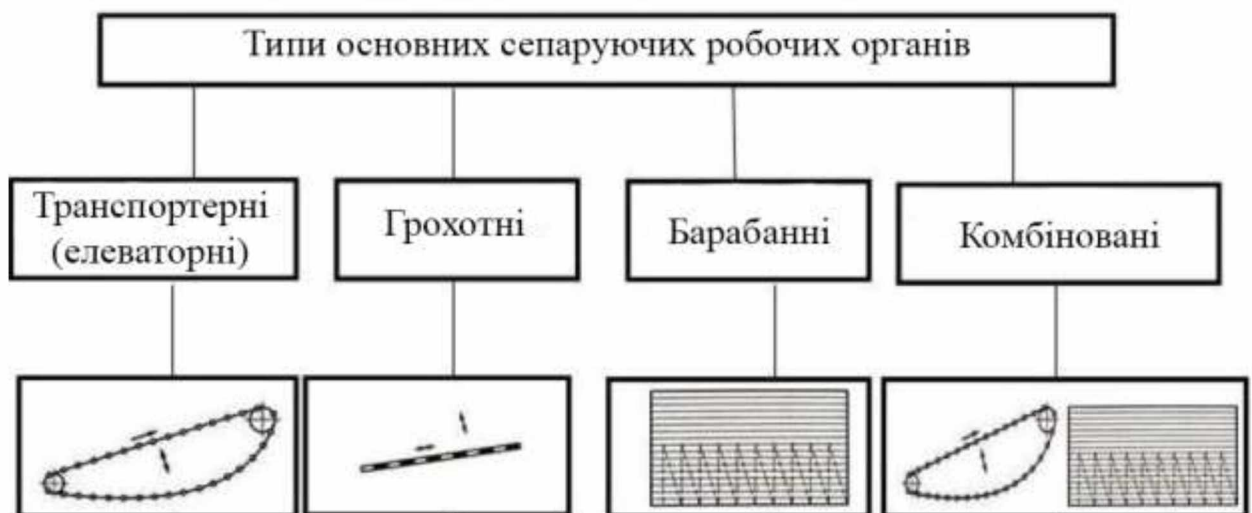 Типи основних сепаруючих робочих органів
Транспортерні
(елеваторні)
Грохотні
Барабанні
Комбіновані